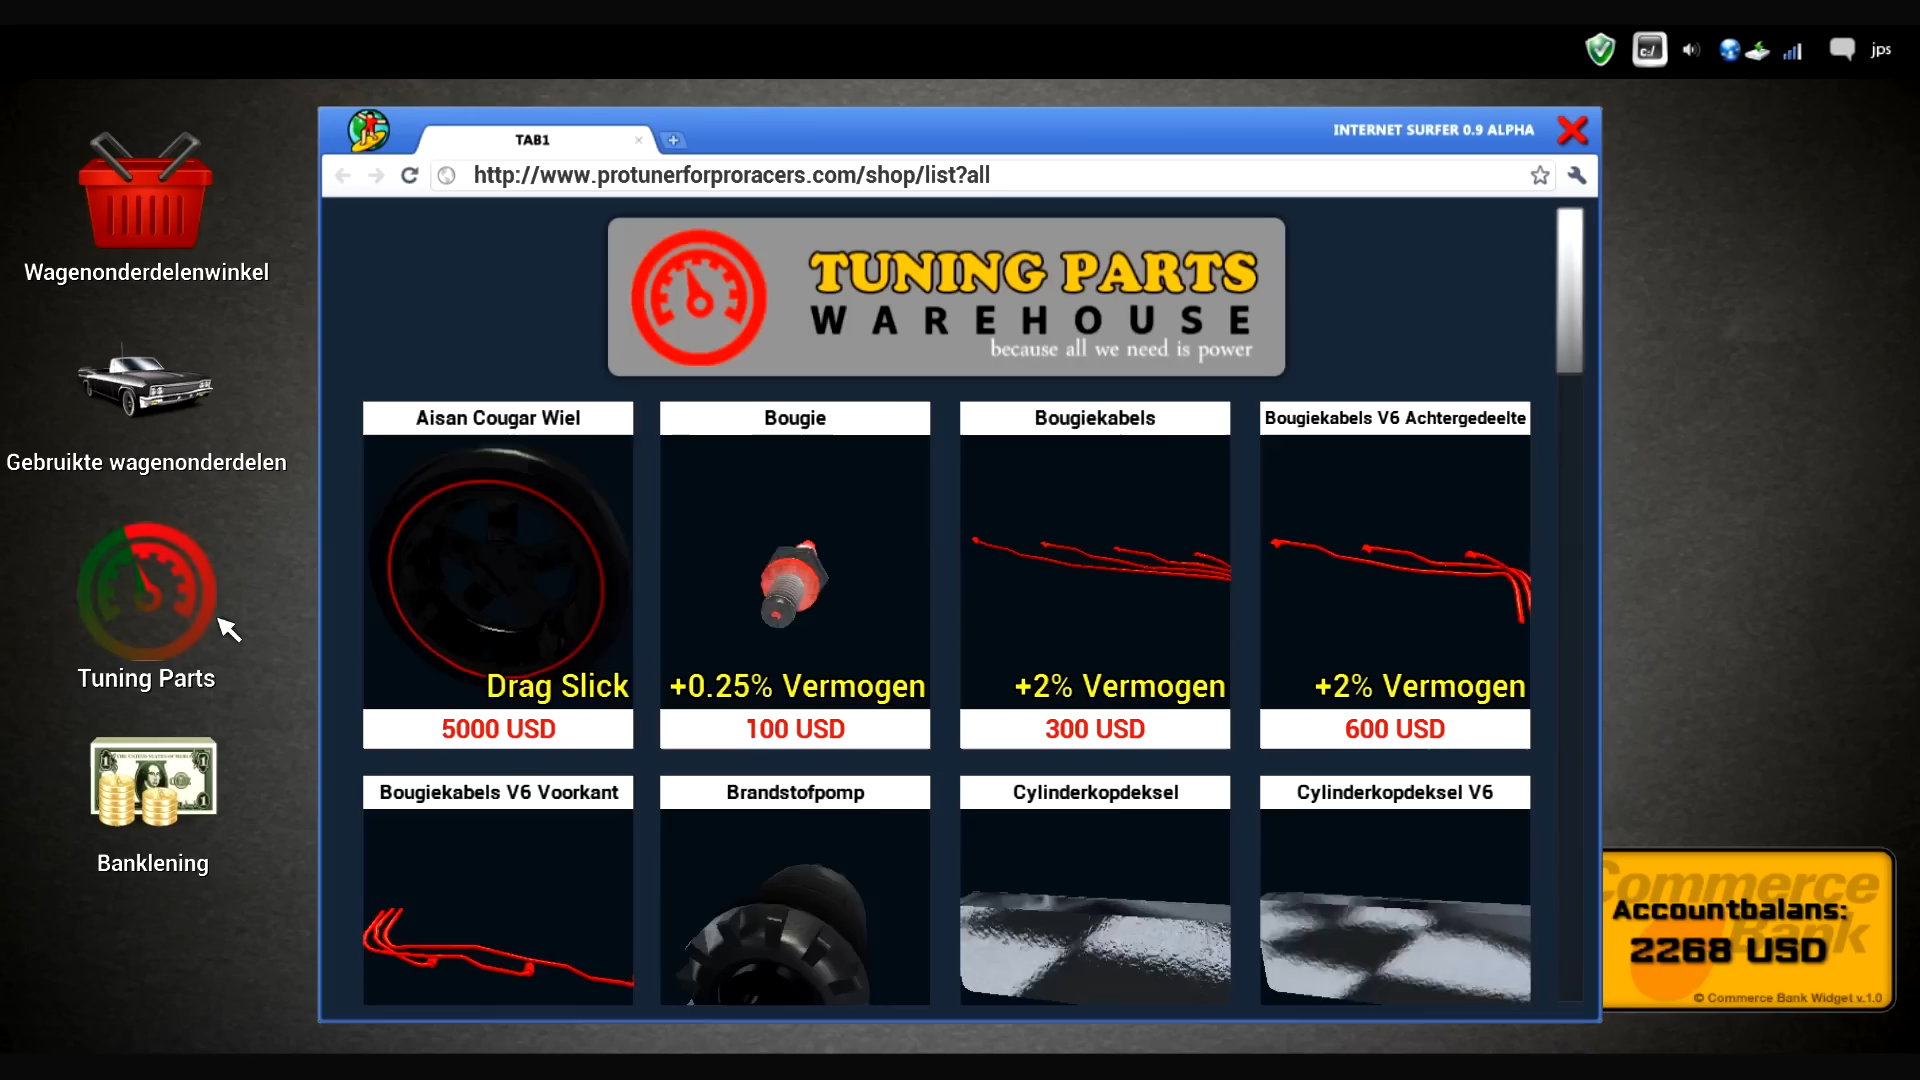 jps
TAB1
INTERNET SURFER 0.9 ALPHA
http://www.protunerforproracers.com/shop/list?all
TUNING PARTS
WAREHOUSE
because all we need is power
Wagenonderdelenwinkel
Gebruikte wagenonderdelen
Tuning Parts
Banklening
Aisan Cougar Wiel
Drag Slick
5000 USD
Bougie
+0.25% Vermogen
100 USD
Bougiekabels
+2% Vermogen
300 USD
Bougiekabels V6 Achtergedeelte
+2% Vermogen
600 USD
Bougiekabels V6 Voorkant
Brandstofpomp
Cylinderkopdeksel
Cylinderkopdeksel V6
Commerce
Bank
Accountbalans:
2268 USD
© Commerce Bank Widget v.1.0